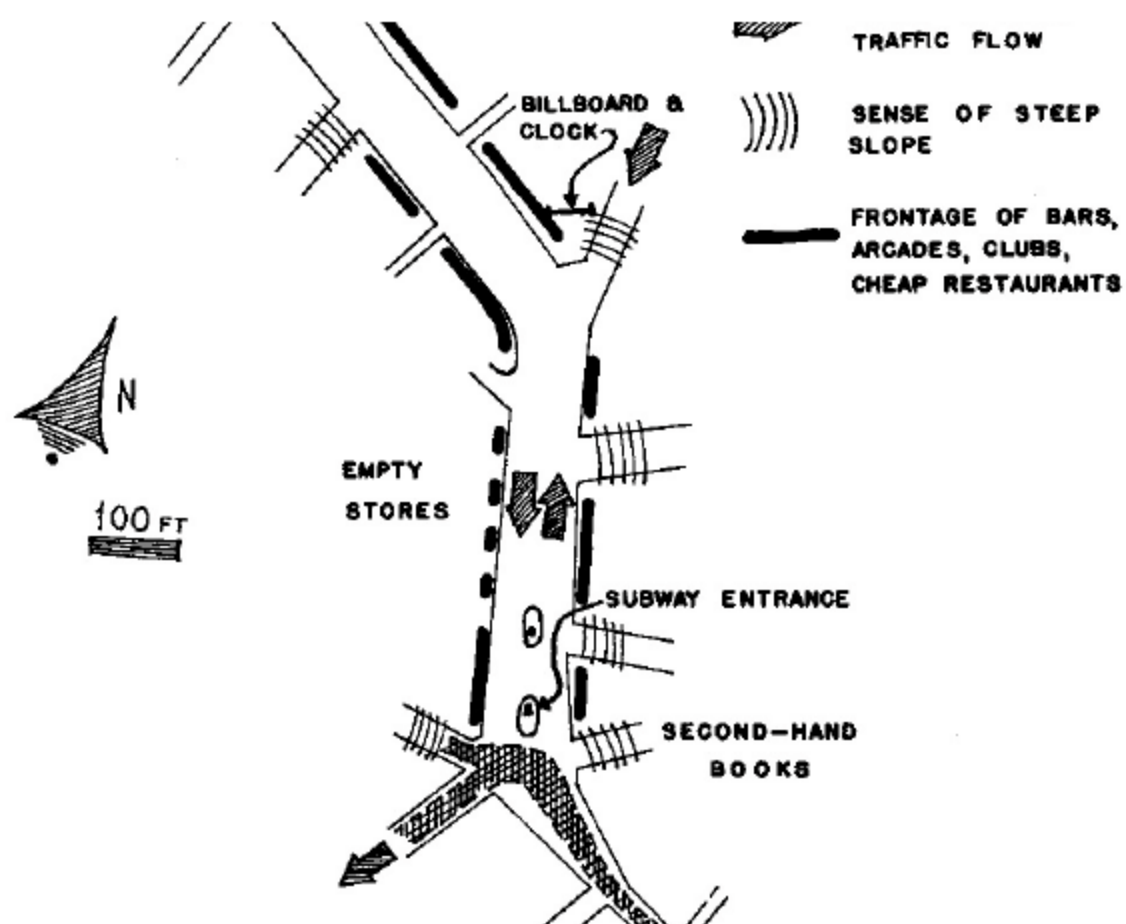 TRAFFIC FLOW
BILLBOARD &
CLOCK
SENSE OF STEEP
SLOPE
FRONTAGE OF BARS,
ARCADES, CLUBS,
CHEAP RESTAURANTS
N
EMPTY
STORES
100 FT
SUBWAY ENTRANCE
SECOND-HAND
BOOKS